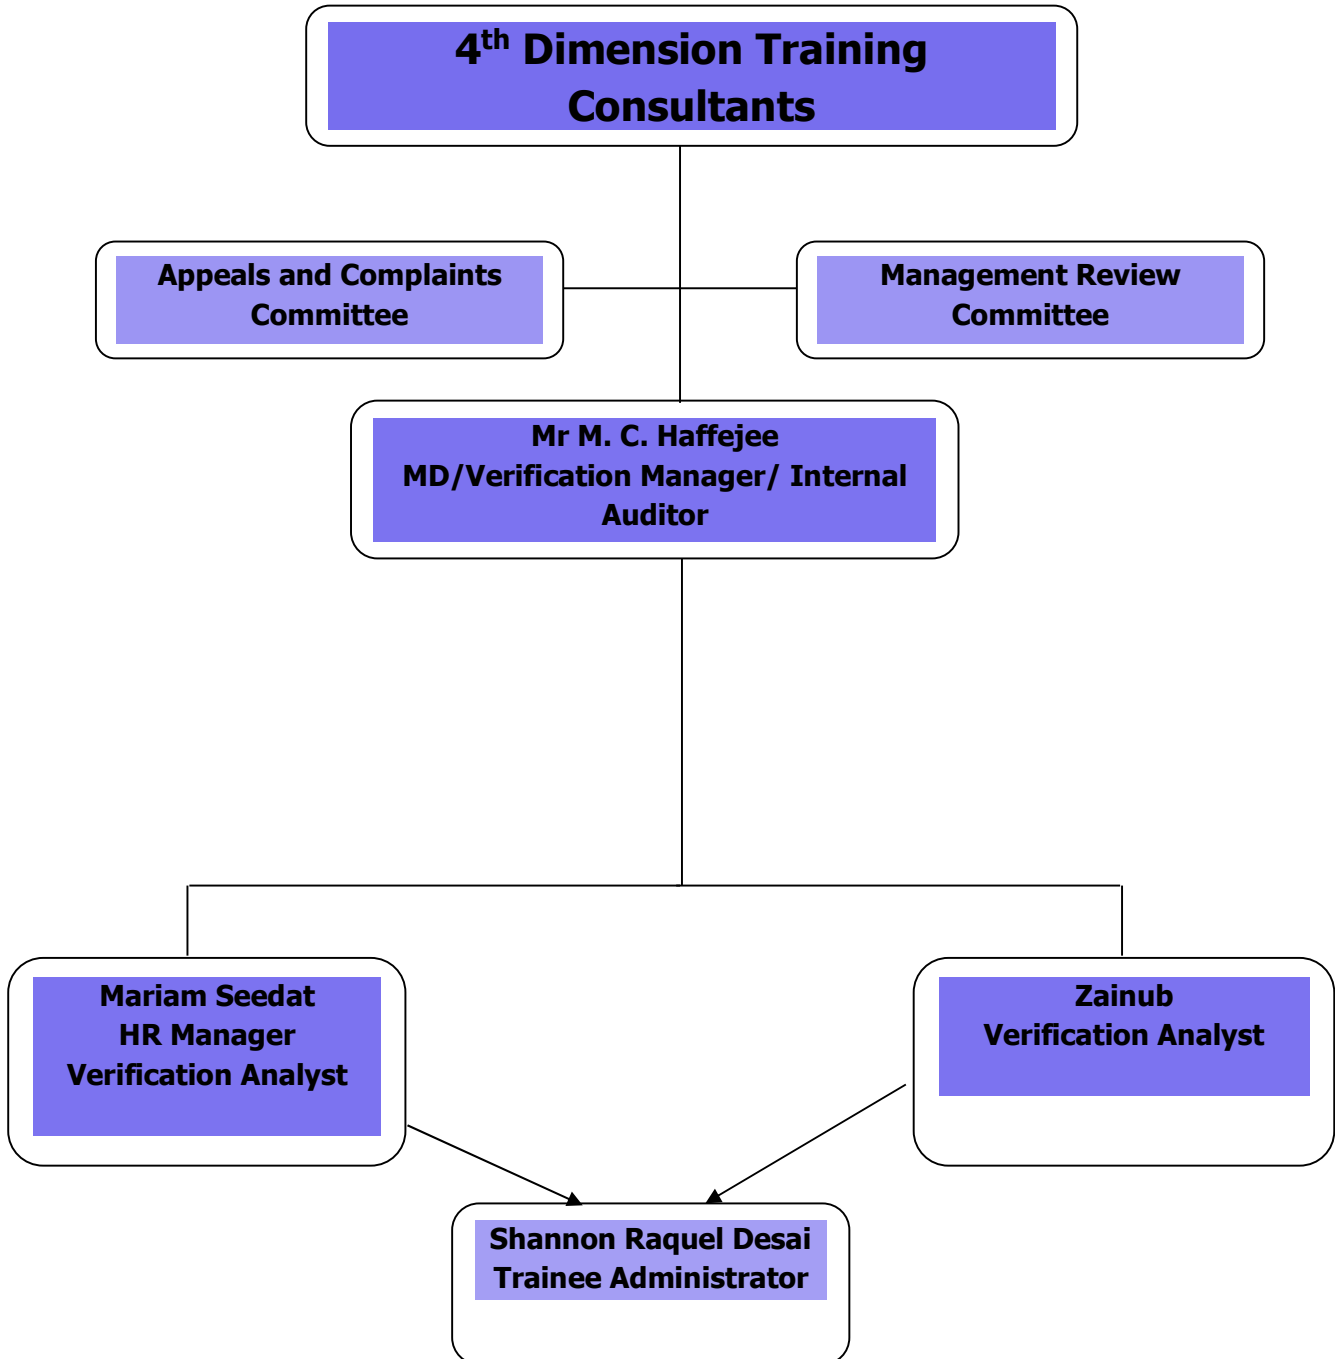 4th Dimension Training
Consultants
Appeals and Complaints
Committee
Management Review
Committee
Mr M. C. Haffejee
MD/Verification Manager/ Internal
Auditor
Mariam Seedat
HR Manager
Verification Analyst
Zainub
Verification Analyst
Shannon Raquel Desai
Trainee Administrator